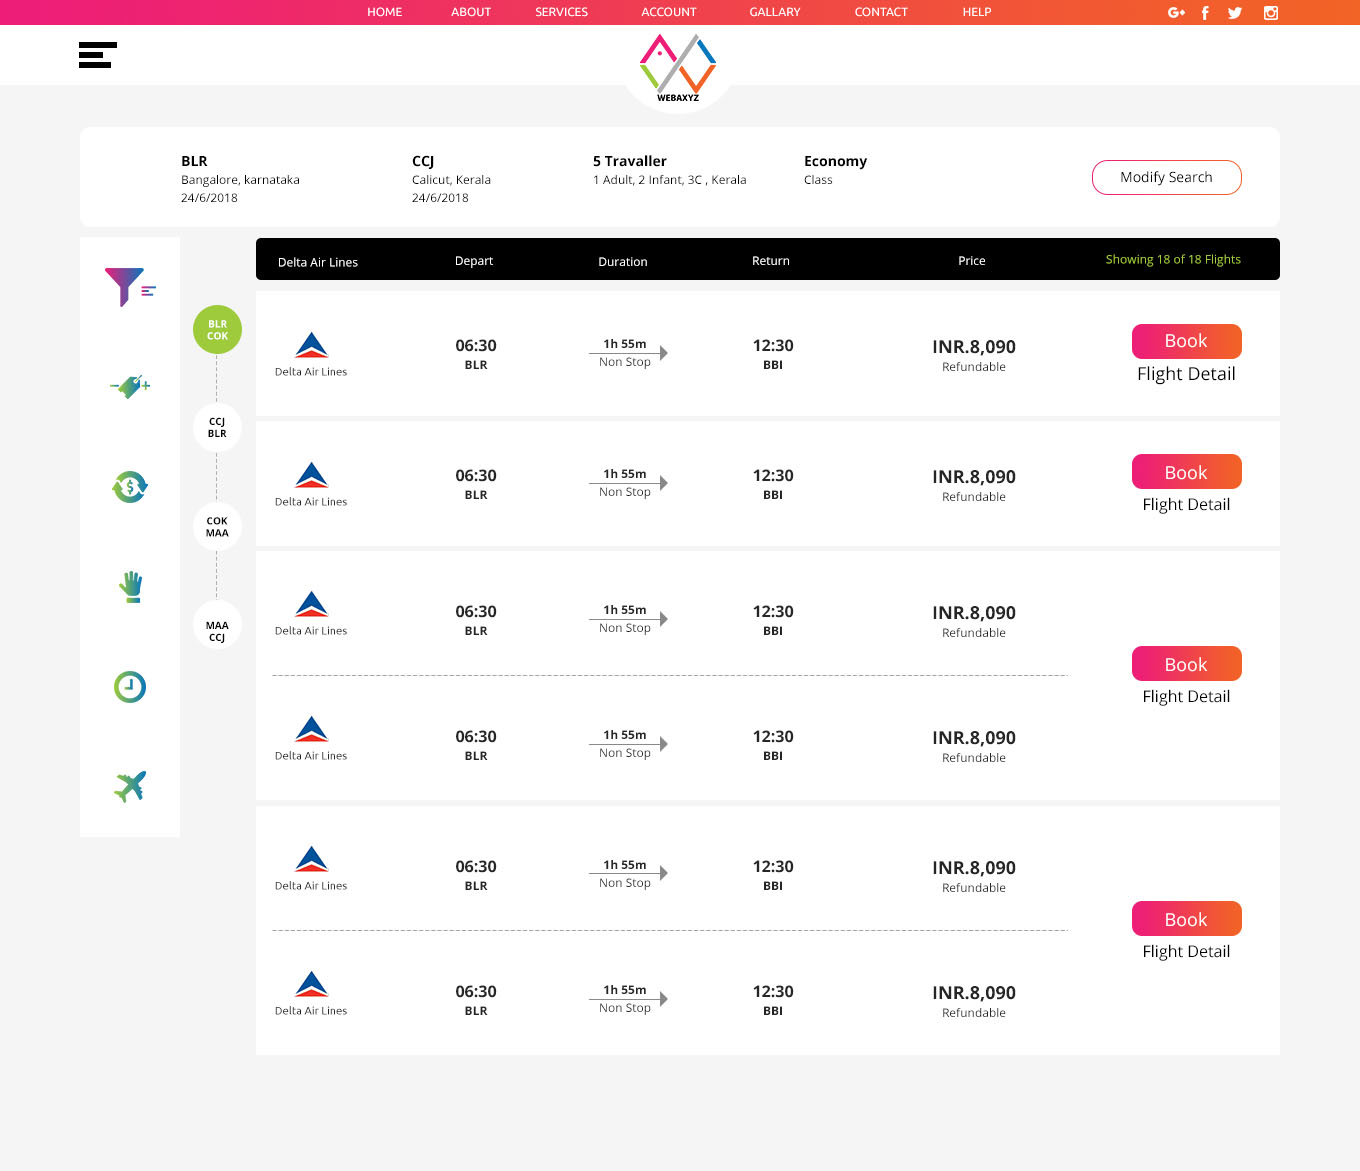 HOME ABOUT SERVICES ACCOUNT GALLARY CONTACT HELP G+
WEBAXYZ
BLR CCJ 5 Travaller Economy
Bangalore, karnataka Calicut, Kerala 1 Adult, 2 Infant, 3C , Kerala Class
24/6/2018 24/6/2018
Modify Search
Delta Air Lines Depart Duration Return Price Showing 18 of 18 Flights
BLR
COK
CCJ
BLR
COK
MAA
MAA
CCJ
06:30 1h 55m 12:30 INR.8,090 Book
Delta Air Lines BLR Non Stop BBI Refundable Flight Detail
06:30 1h 55m 12:30 INR.8,090 Book
Delta Air Lines BLR Non Stop BBI Refundable Flight Detail
06:30 1h 55m 12:30 INR.8,090
Delta Air Lines BLR Non Stop BBI Refundable
Book
Flight Detail
06:30 1h 55m 12:30 INR.8,090
Delta Air Lines BLR Non Stop BBI Refundable
06:30 1h 55m 12:30 INR.8,090
Delta Air Lines BLR Non Stop BBI Refundable
Book
Flight Detail
06:30 1h 55m 12:30 INR.8,090
Delta Air Lines BLR Non Stop BBI Refundable